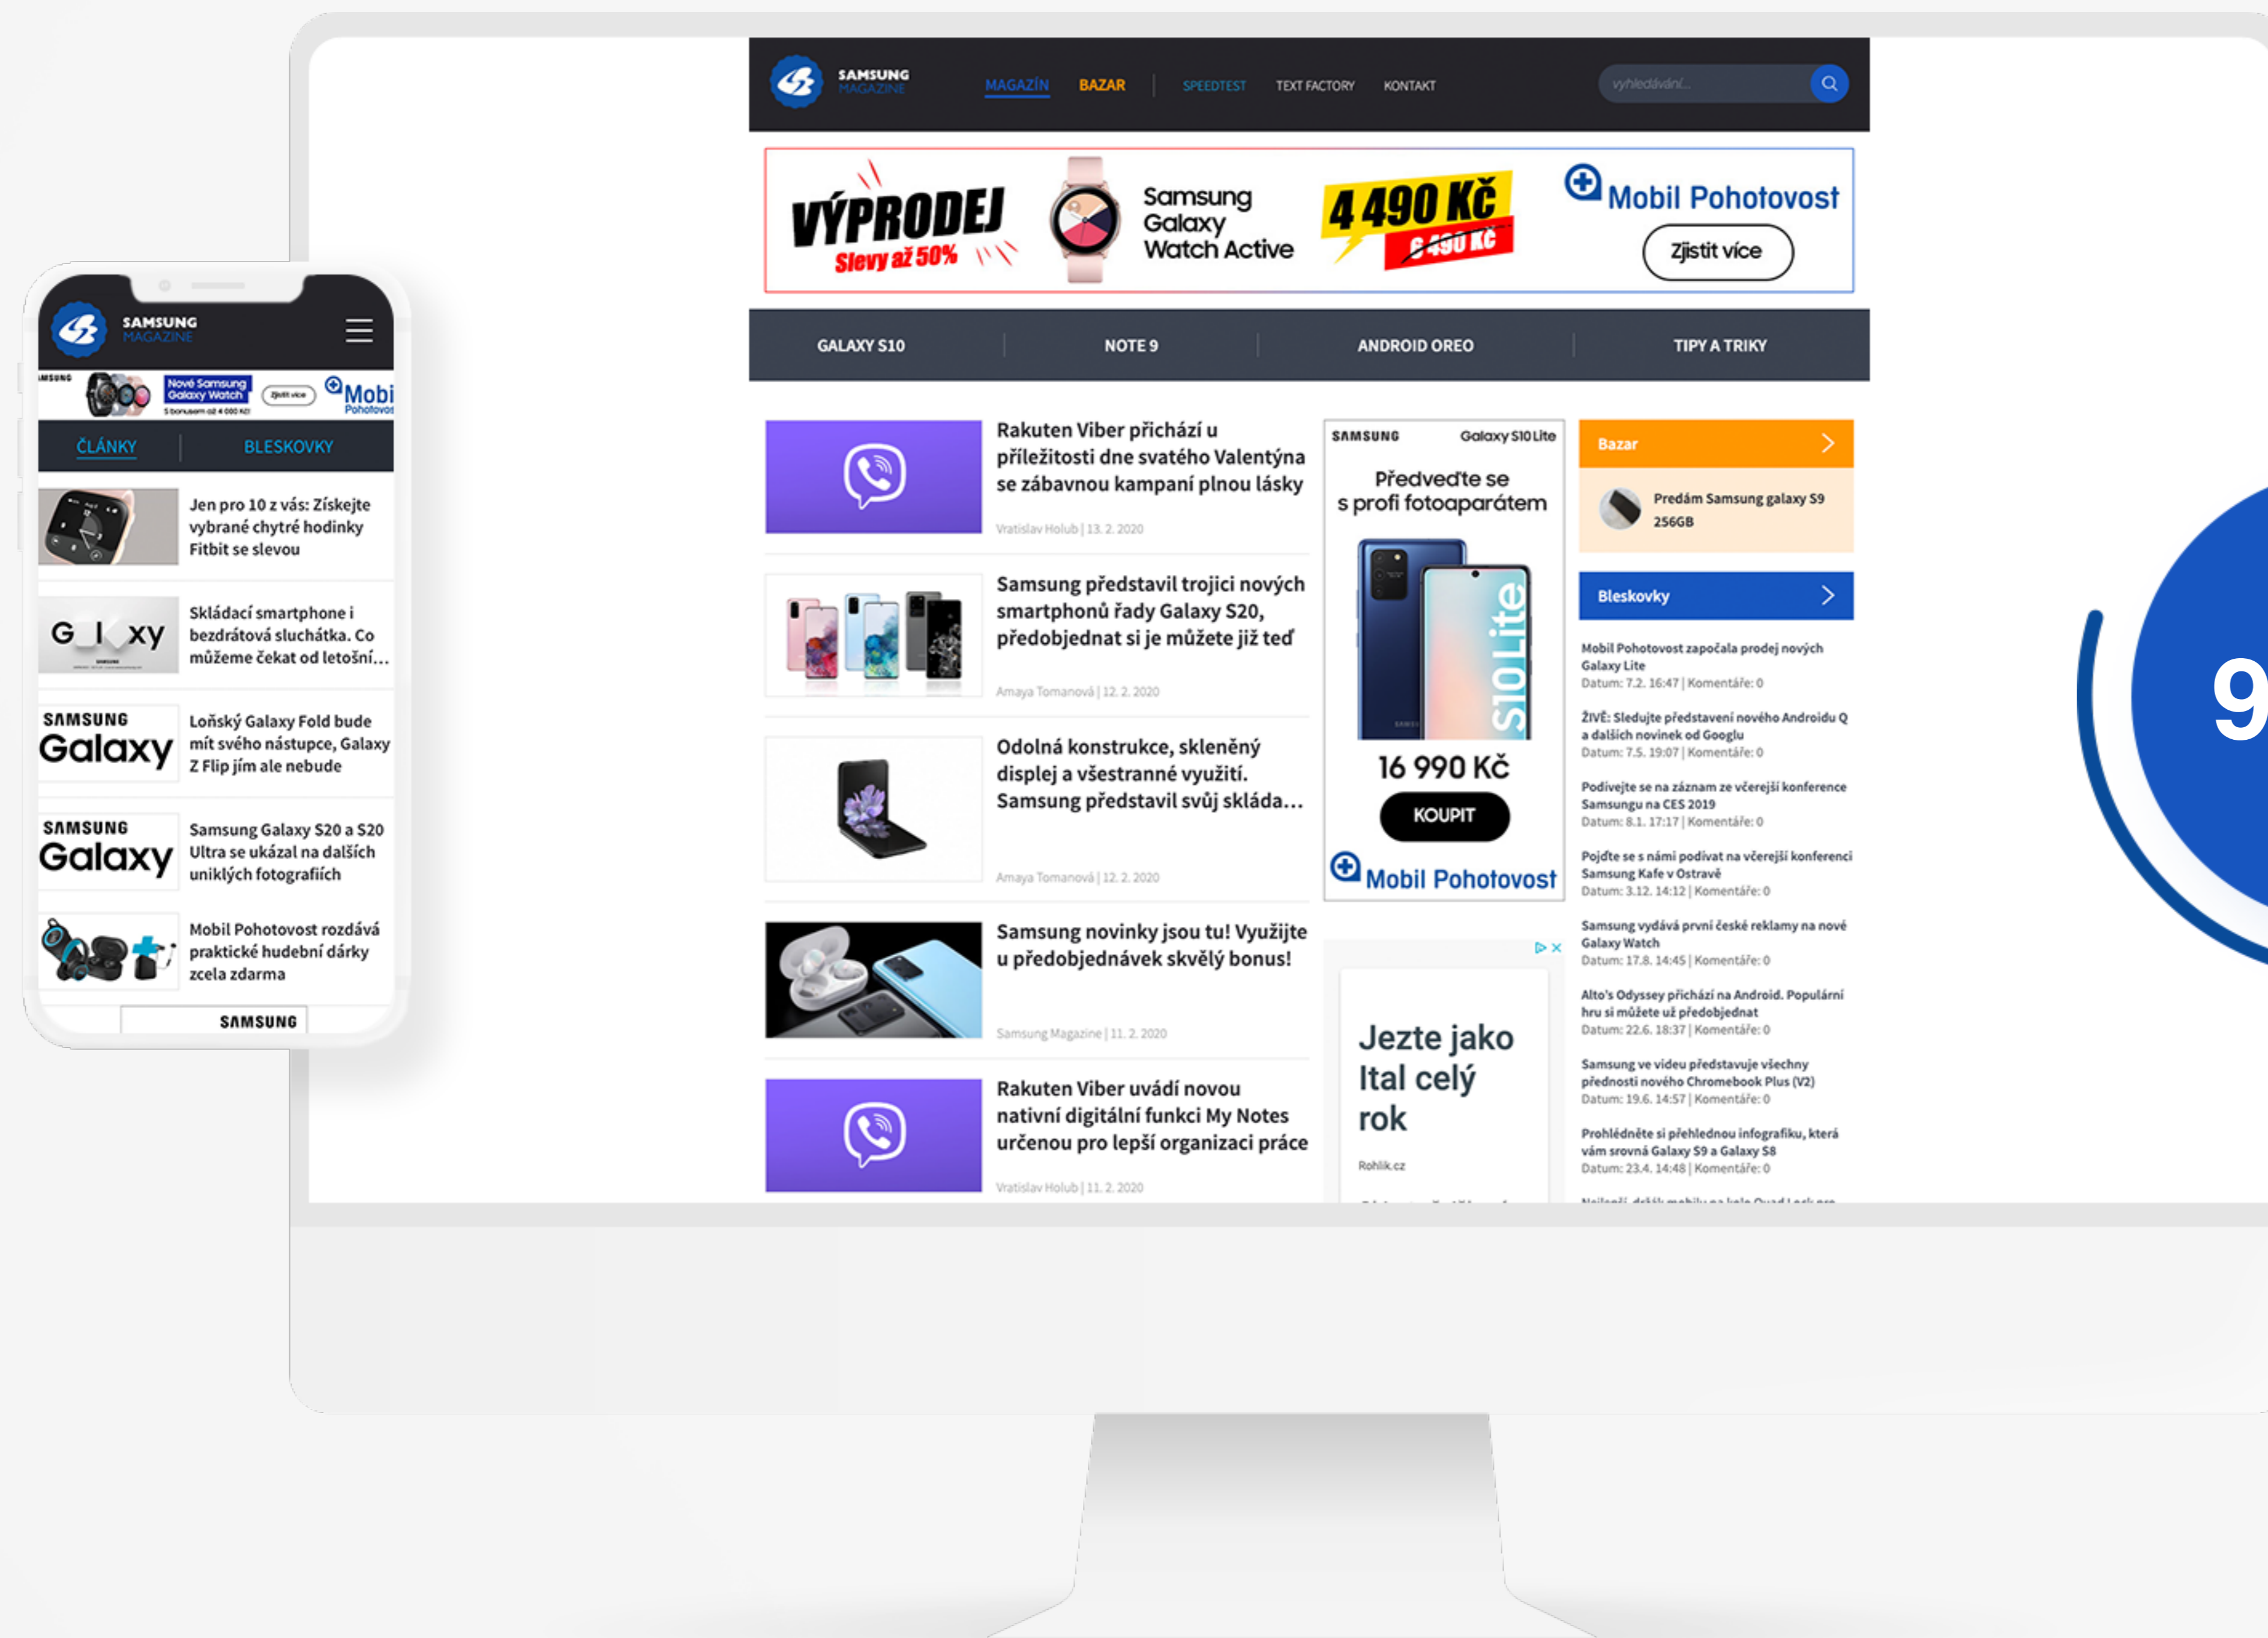 SAMSUNG
MAGAZINE
MAGAZÍN
BAZAR
SPEEDTEST
TEXT FACTORY
KONTAKT
vyhledávání...
VÝPRODEJ
Slevy až 50%
Samsung
Galaxy
Watch Active
4 490 Kč
6 490 Kč
Mobil Pohotovost
Zjistit více
GALAXY S10
NOTE 9
ANDROID OREO
TIPY A TRIKY
Rakuten Viber přichází u
příležitosti dne svatého Valentýna
se zábavnou kampaní plnou lásky
Vratislav Holub | 13. 2. 2020
Samsung představil trojici nových
smartphonů řady Galaxy S20,
předobjednat si je můžete již teď
Amaya Tomanová | 12. 2. 2020
Odolná konstrukce, skleněný
displej a všestranné využití.
Samsung představil svůj skláda...
Amaya Tomanová | 12. 2. 2020
Samsung novinky jsou tu! Využijte
u předobjednávek skvělý bonus!
Samsung Magazine | 11. 2. 2020
Rakuten Viber uvádí novou
nativní digitální funkci My Notes
určenou pro lepší organizaci práce
Vratislav Holub | 11. 2. 2020
SAMSUNG
Galaxy S10 Lite
Předveďte se
s profi fotoaparátem
S10 Lite
16 990 Kč
KOUPIT
Mobil Pohotovost
Jezte jako
Ital celý
rok
Rohlik.cz
Bazar
Predám Samsung galaxy S9
256GB
Bleskovky
Mobil Pohotovost započala prodej nových
Galaxy Lite
Datum: 7.2. 16:47 | Komentáře: 0
ŽIVĚ: Sledujte představení nového Androidu Q
a dalších novinek od Googlu
Datum: 7.5. 19:07 | Komentáře: 0
Podívejte se na záznam ze včerejší konference
Samsungu na CES 2019
Datum: 8.1. 17:17 | Komentáře: 0
Pojďte se s námi podívat na včerejší konferenci
Samsung Kafe v Ostravě
Datum: 3.12. 14:12 | Komentáře: 0
Samsung vydává první české reklamy na nové
Galaxy Watch
Datum: 17.8. 14:45 | Komentáře: 0
Alto's Odyssey přichází na Android. Populární
hru si můžete už předobjednat
Datum: 22.6. 18:37 | Komentáře: 0
Samsung ve videu představuje všechny
přednosti nového Chromebook Plus (V2)
Datum: 19.6. 14:57 | Komentáře: 0
Prohlédněte si přehlednou infografiku, která
vám srovná Galaxy S9 a Galaxy S8
Datum: 23.4. 14:48 | Komentáře: 0
9
SAMSUNG
MAGAZINE
Nové Samsung
Galaxy Watch
S bonusem až 4 000 Kč!
Zjistit více
Mobi
Pohotovos
ČLÁNKY
BLESKOVKY
Jen pro 10 z vás: Získejte
vybrané chytré hodinky
Fitbit se slevou
G l xy
Skládací smartphone i
bezdrátová sluchátka. Co
můžeme čekat od letošní...
SAMSUNG
Galaxy
Loňský Galaxy Fold bude
mít svého nástupce, Galaxy
Z Flip jím ale nebude
SAMSUNG
Galaxy
Samsung Galaxy S20 a S20
Ultra se ukázal na dalších
uniklých fotografiích
Mobil Pohotovost rozdává
praktické hudební dárky
zcela zdarma
SAMSUNG